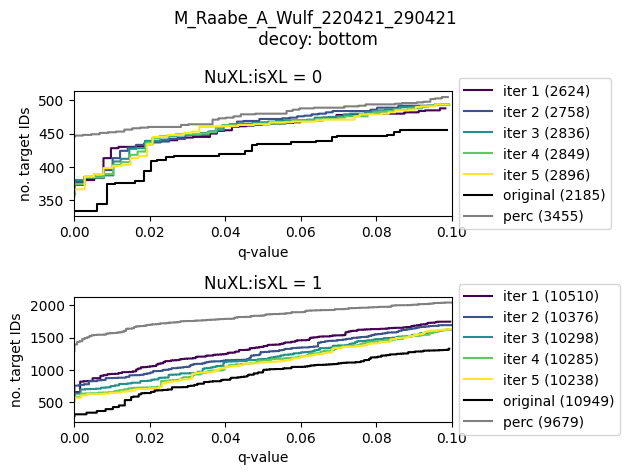 M_Raabe_A_Wulf_220421_290421
decoy: bottom
NuXL:isXL = 0
no. target IDs
500
450
400
350
0.00 0.02 0.04 0.06 0.08 0.10
q-value
iter 1 (2624)
iter 2 (2758)
iter 3 (2836)
iter 4 (2849)
iter 5 (2896)
original (2185)
perc (3455)
NuXL:isXL = 1
no. target IDs
2000
1500
1000
500
0.00 0.02 0.04 0.06 0.08 0.10
q-value
iter 1 (10510)
iter 2 (10376)
iter 3 (10298)
iter 4 (10285)
iter 5 (10238)
original (10949)
perc (9679)